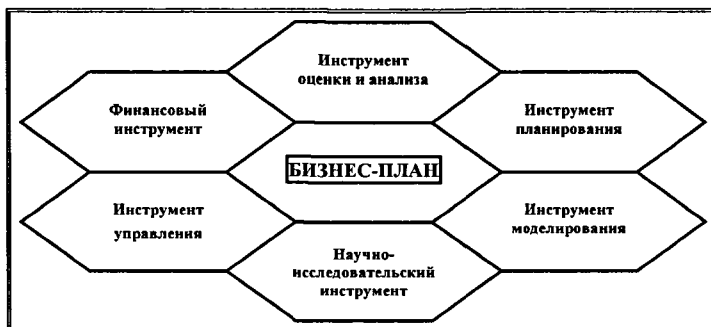 Инструмент
оценки и анализа
Финансовый
инструмент
Инструмент
планирования
БИЗНЕС-ПЛАН
Инструмент
управления
Инструмент
моделирования
Научно-
исследовательский
инструмент